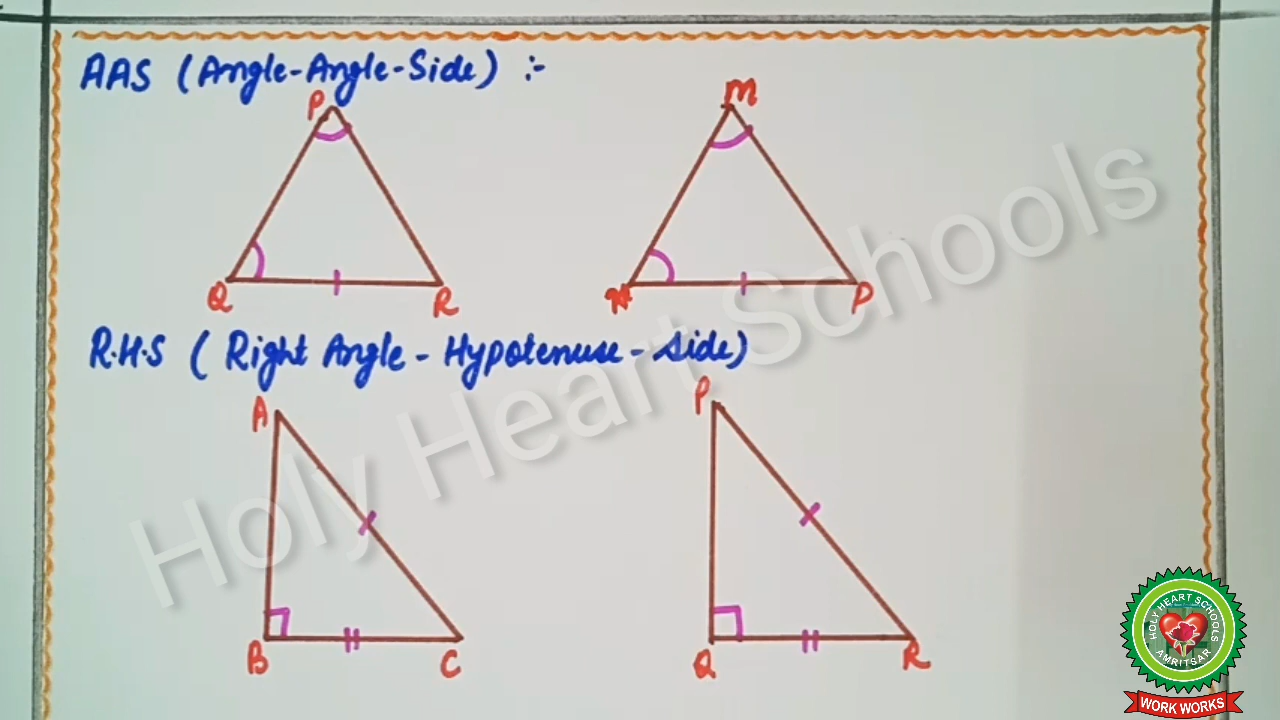 AAS (Angle-Angle-Side) :-
P
M
Q
R
N
P
R.H.S (Right Angle - Hypotenuse - Side)
A
P
B
C
Q
R
Holy Heart Schools
HOLY HEART SCHOOLS
AMRITSAR
WORK WORKS